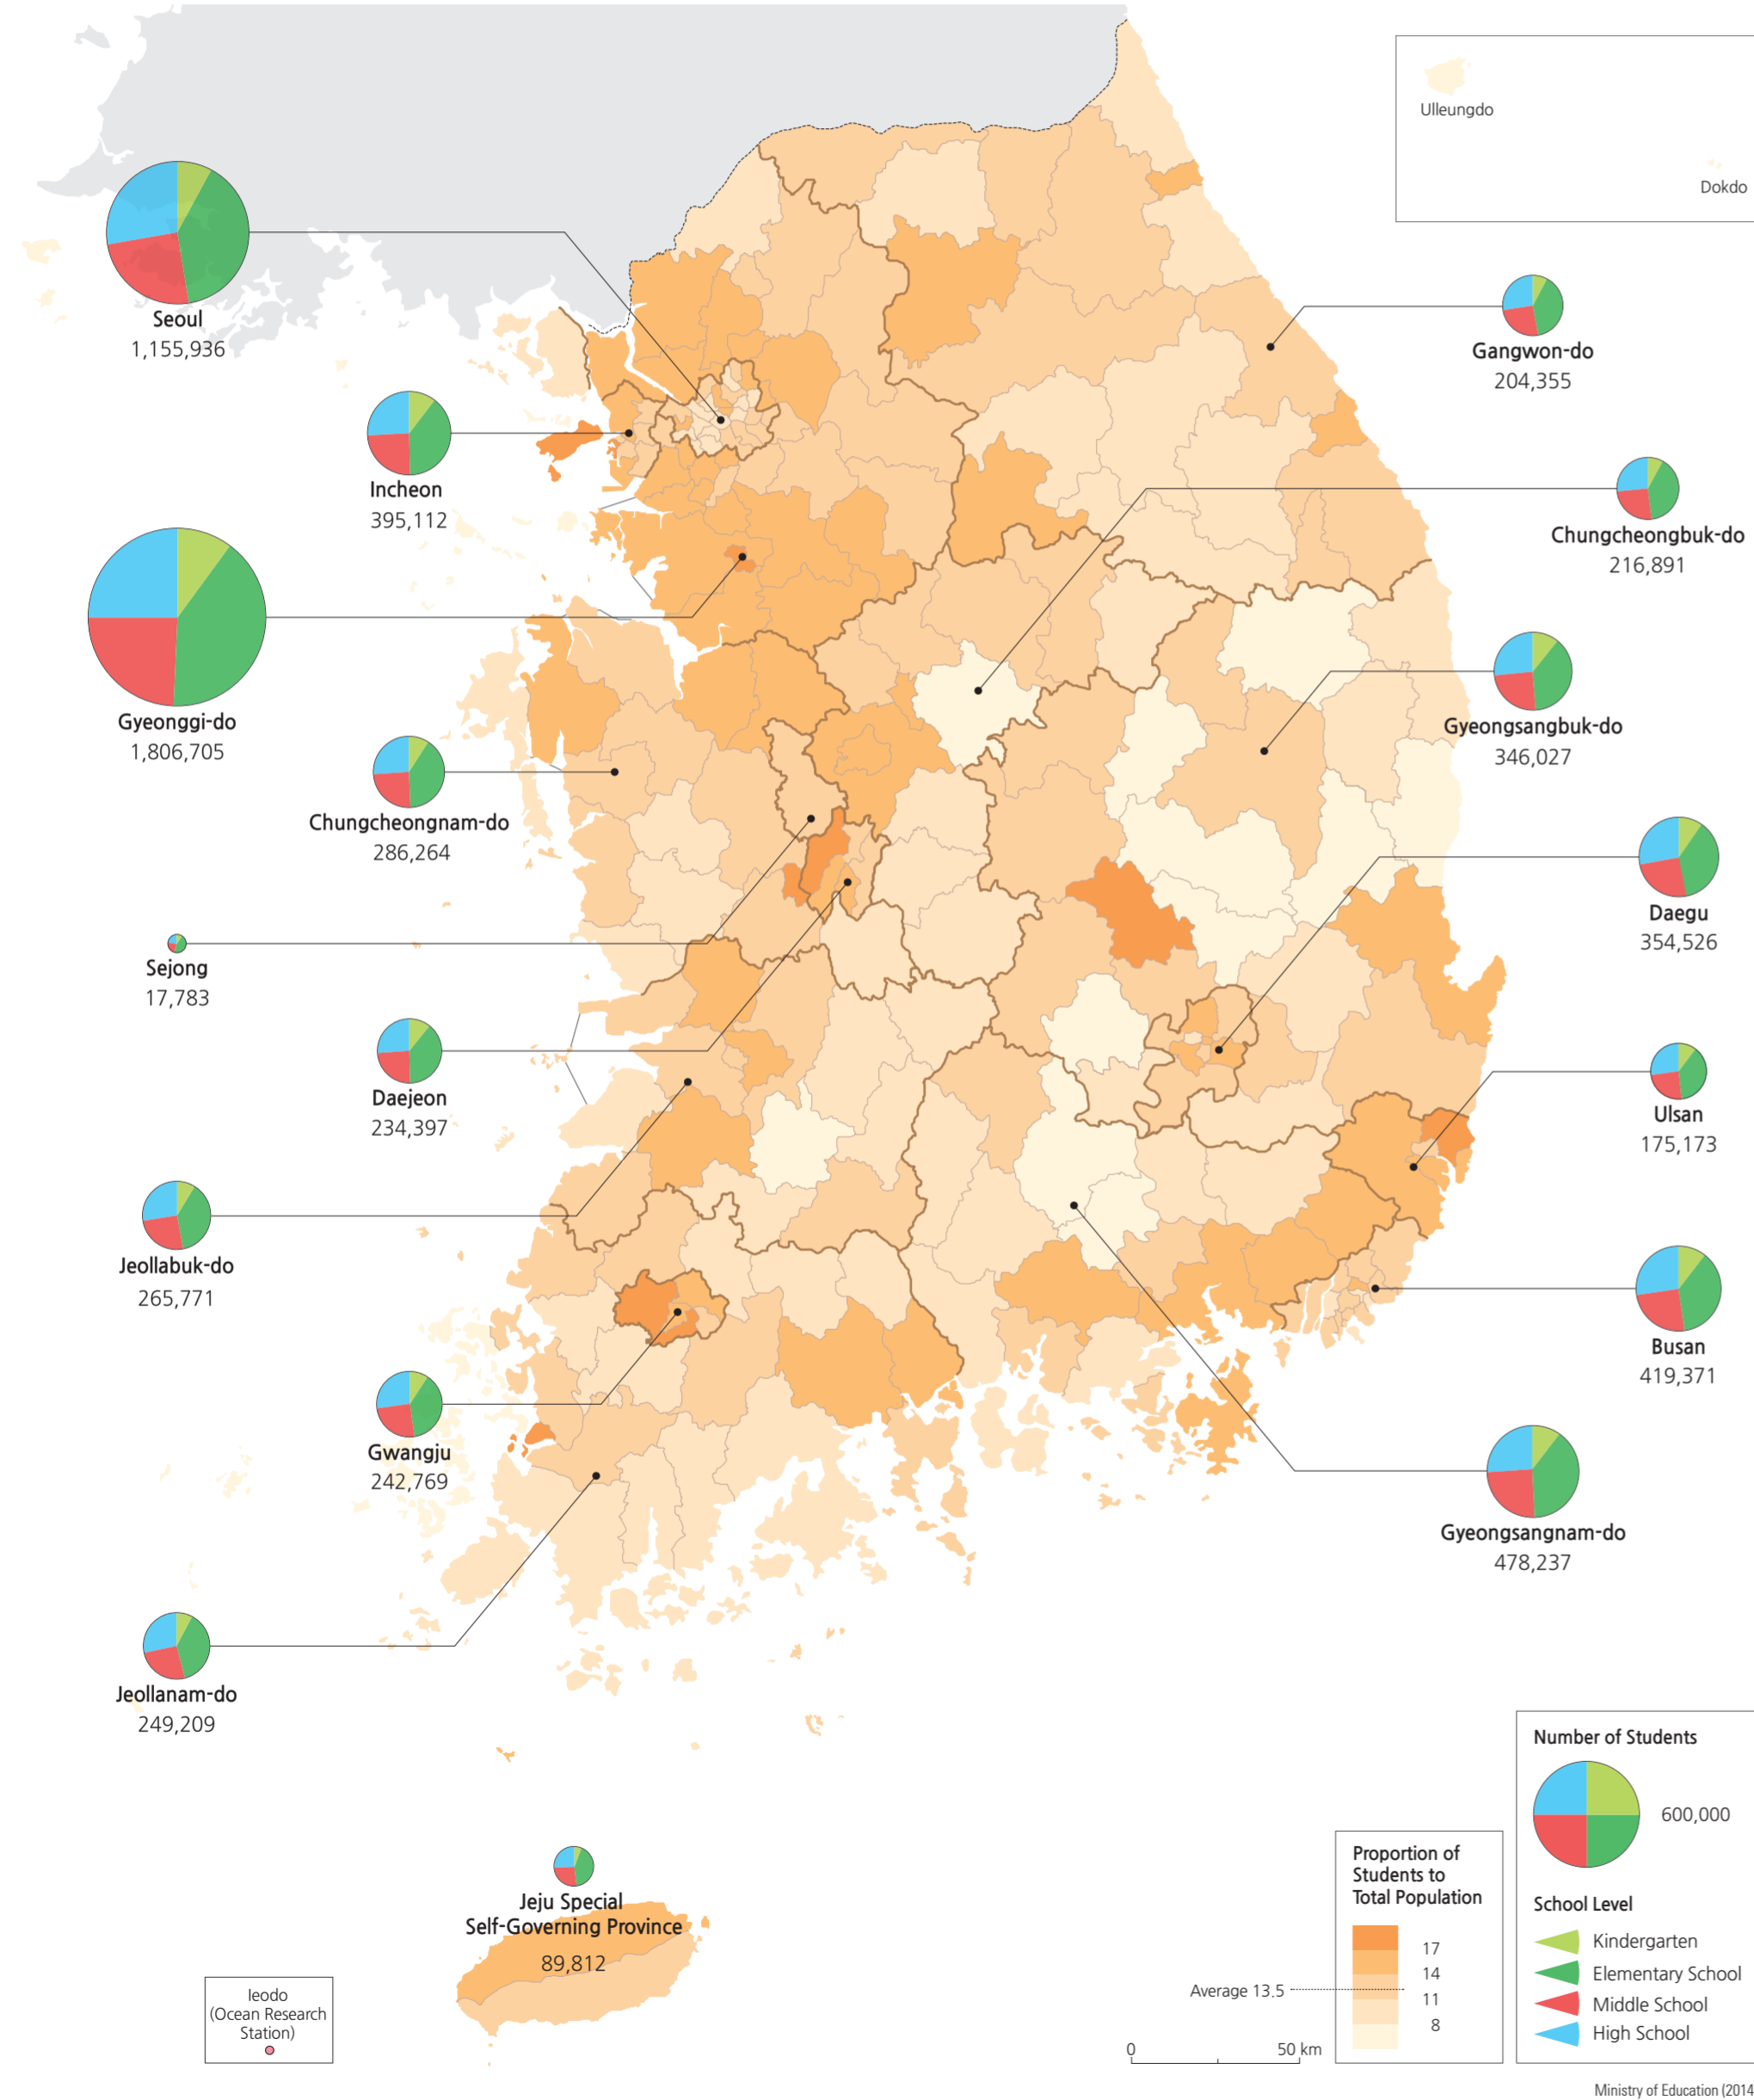 Ulleungdo
Dokdo
Seoul
1,155,936
Gangwon-do
204,355
Incheon
395,112
Chungcheongbuk-do
216,891
Gyeonggi-do
1,806,705
Gyeongsangbuk-do
346,027
Chungcheongnam-do
286,264
Daegu
354,526
Sejong
17,783
Daejeon
234,397
Ulsan
175,173
Jeollabuk-do
265,771
Busan
419,371
Gwangju
242,769
Gyeongsangnam-do
478,237
Jeollanam-do
249,209
Jeju Special
Self-Governing Province
89,812
Ieodo
(Ocean Research
Station)
Average 13.5
0 50 km
Proportion of
Students to
Total Population
17
14
11
8
Number of Students
600,000
School Level
Kindergarten
Elementary School
Middle School
High School
Ministry of Education (2014